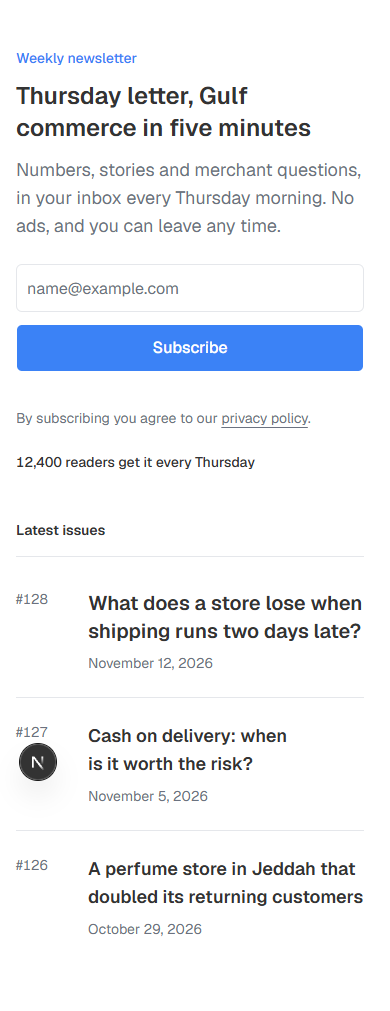 Weekly newsletter
Thursday letter, Gulf
commerce in five minutes
Numbers, stories and merchant questions,
in your inbox every Thursday morning. No
ads, and you can leave any time.
name@example.com
Subscribe
By subscribing you agree to our privacy policy.
12,400 readers get it every Thursday
Latest issues
#128
What does a store lose when
shipping runs two days late?
November 12, 2026
#127
Cash on delivery: when
is it worth the risk?
November 5, 2026
N
#126
A perfume store in Jeddah that
doubled its returning customers
October 29, 2026